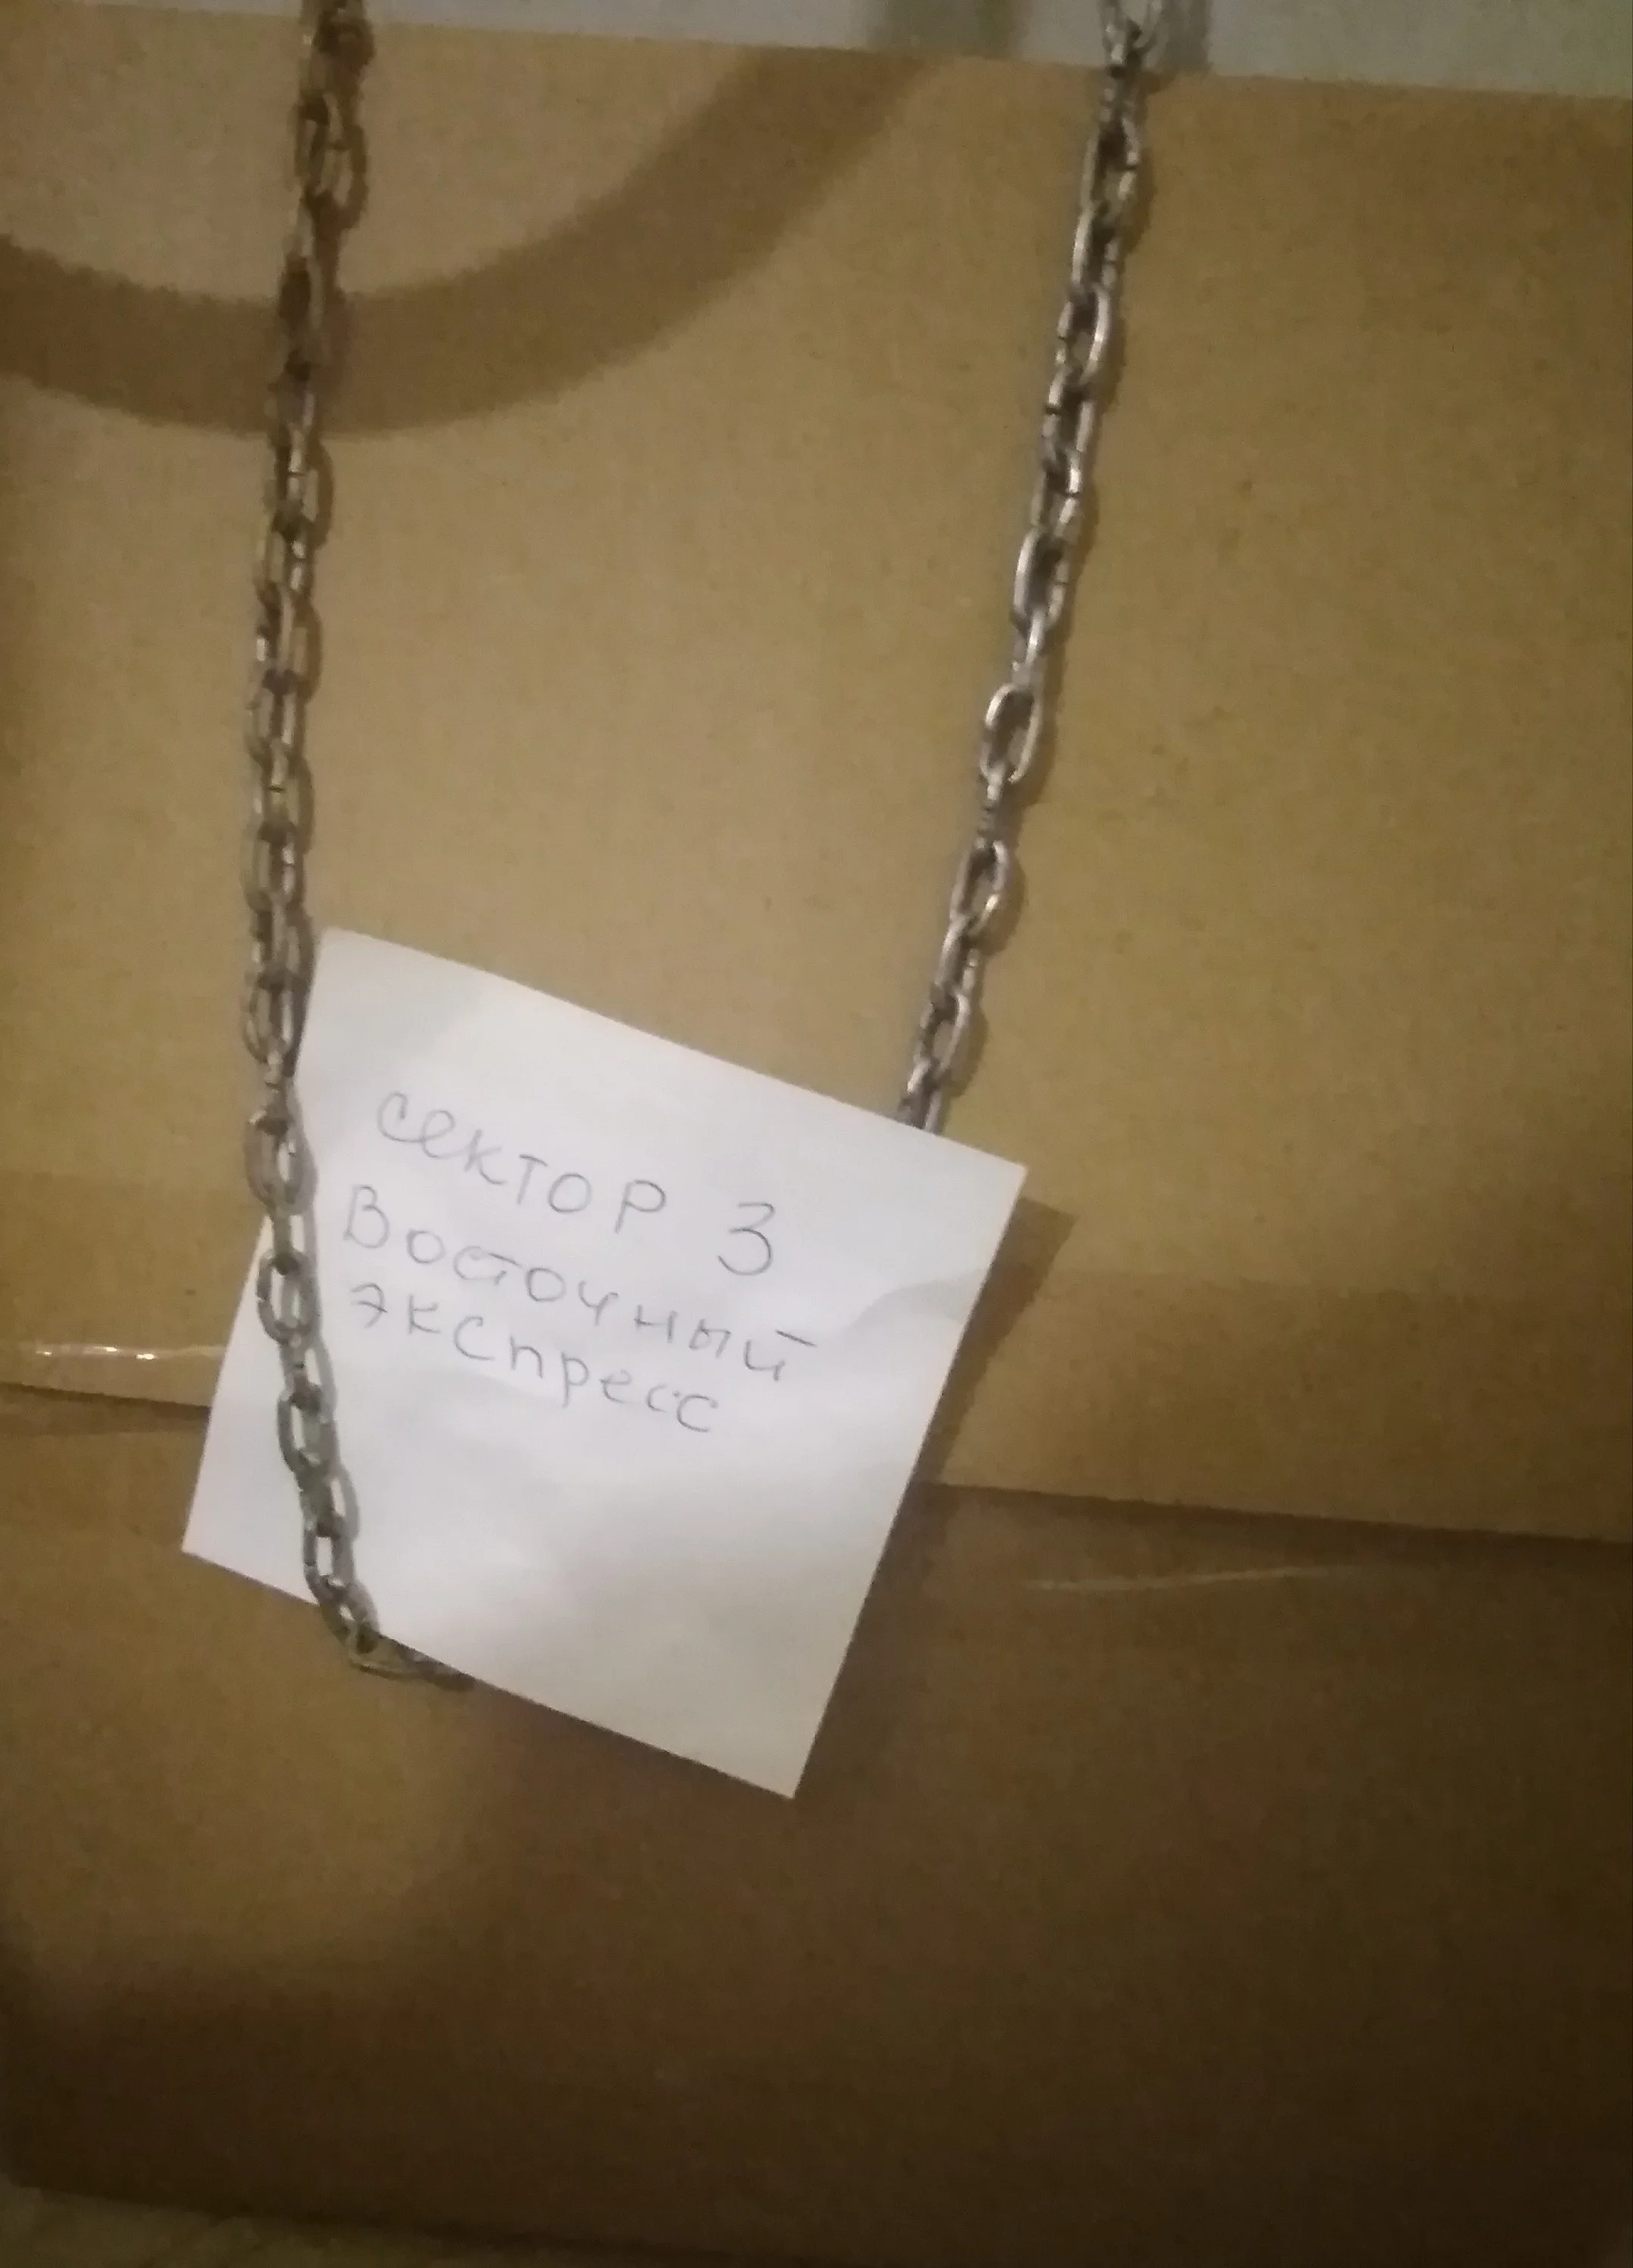 сектор 3
Восточный
экспресс